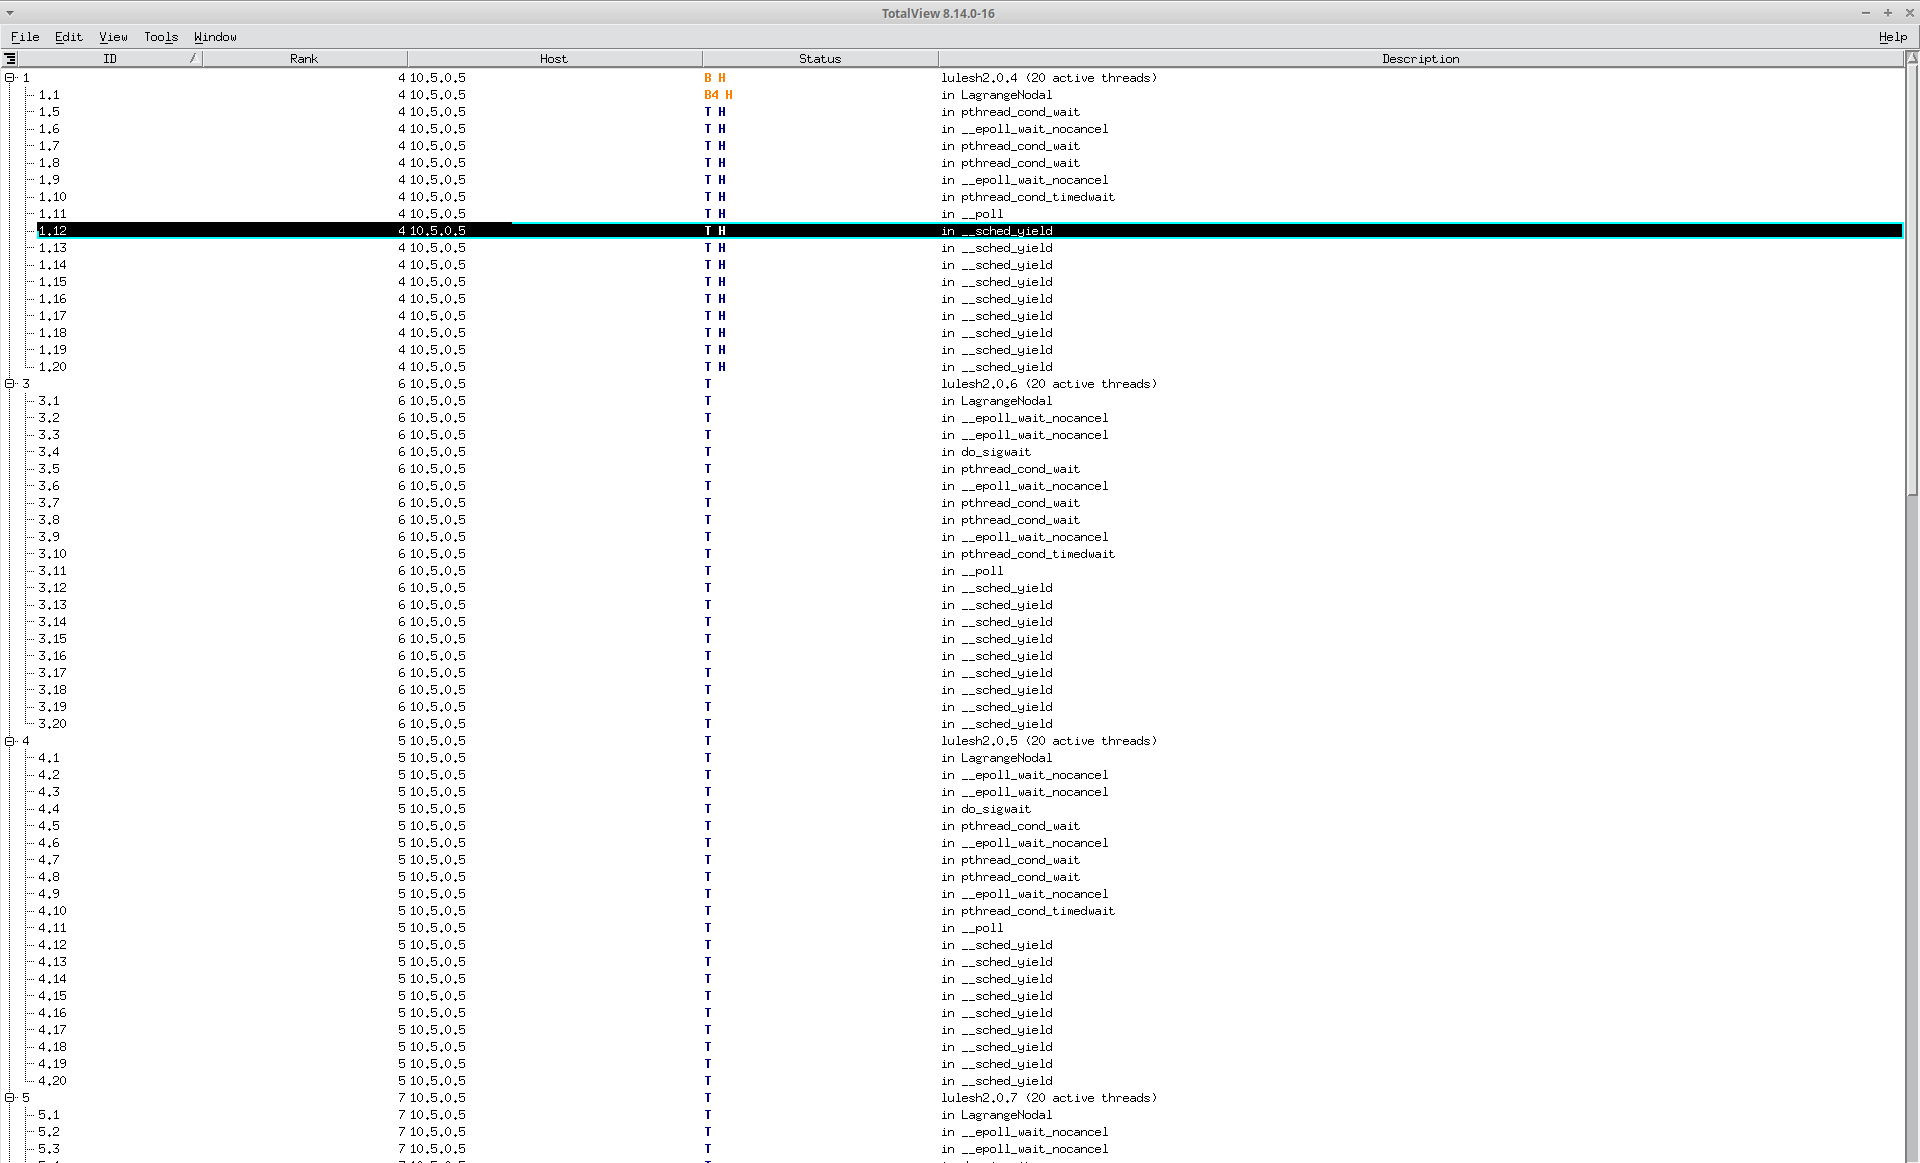 TotalView 8.14.0-16
File Edit View Tools Window Help
ID Rank Host Status Description
1 4 10.5.0.5 B H lulesh2.0.4 (20 active threads)
1.1 4 10.5.0.5 B4 H in LagrangeNodal
1.5 4 10.5.0.5 T H in pthread_cond_wait
1.6 4 10.5.0.5 T H in __epoll_wait_nocancel
1.7 4 10.5.0.5 T H in pthread_cond_wait
1.8 4 10.5.0.5 T H in pthread_cond_wait
1.9 4 10.5.0.5 T H in __epoll_wait_nocancel
1.10 4 10.5.0.5 T H in pthread_cond_timedwait
1.11 4 10.5.0.5 T H in __poll
1.12 4 10.5.0.5 T H in __sched_yield
1.13 4 10.5.0.5 T H in __sched_yield
1.14 4 10.5.0.5 T H in __sched_yield
1.15 4 10.5.0.5 T H in __sched_yield
1.16 4 10.5.0.5 T H in __sched_yield
1.17 4 10.5.0.5 T H in __sched_yield
1.18 4 10.5.0.5 T H in __sched_yield
1.19 4 10.5.0.5 T H in __sched_yield
1.20 4 10.5.0.5 T H in __sched_yield
3 6 10.5.0.5 T lulesh2.0.6 (20 active threads)
3.1 6 10.5.0.5 T in LagrangeNodal
3.2 6 10.5.0.5 T in __epoll_wait_nocancel
3.3 6 10.5.0.5 T in __epoll_wait_nocancel
3.4 6 10.5.0.5 T in do_sigwait
3.5 6 10.5.0.5 T in pthread_cond_wait
3.6 6 10.5.0.5 T in __epoll_wait_nocancel
3.7 6 10.5.0.5 T in pthread_cond_wait
3.8 6 10.5.0.5 T in pthread_cond_wait
3.9 6 10.5.0.5 T in __epoll_wait_nocancel
3.10 6 10.5.0.5 T in pthread_cond_timedwait
3.11 6 10.5.0.5 T in __poll
3.12 6 10.5.0.5 T in __sched_yield
3.13 6 10.5.0.5 T in __sched_yield
3.14 6 10.5.0.5 T in __sched_yield
3.15 6 10.5.0.5 T in __sched_yield
3.16 6 10.5.0.5 T in __sched_yield
3.17 6 10.5.0.5 T in __sched_yield
3.18 6 10.5.0.5 T in __sched_yield
3.19 6 10.5.0.5 T in __sched_yield
3.20 6 10.5.0.5 T in __sched_yield
4 5 10.5.0.5 T lulesh2.0.5 (20 active threads)
4.1 5 10.5.0.5 T in LagrangeNodal
4.2 5 10.5.0.5 T in __epoll_wait_nocancel
4.3 5 10.5.0.5 T in __epoll_wait_nocancel
4.4 5 10.5.0.5 T in do_sigwait
4.5 5 10.5.0.5 T in pthread_cond_wait
4.6 5 10.5.0.5 T in __epoll_wait_nocancel
4.7 5 10.5.0.5 T in pthread_cond_wait
4.8 5 10.5.0.5 T in pthread_cond_wait
4.9 5 10.5.0.5 T in __epoll_wait_nocancel
4.10 5 10.5.0.5 T in pthread_cond_timedwait
4.11 5 10.5.0.5 T in __poll
4.12 5 10.5.0.5 T in __sched_yield
4.13 5 10.5.0.5 T in __sched_yield
4.14 5 10.5.0.5 T in __sched_yield
4.15 5 10.5.0.5 T in __sched_yield
4.16 5 10.5.0.5 T in __sched_yield
4.17 5 10.5.0.5 T in __sched_yield
4.18 5 10.5.0.5 T in __sched_yield
4.19 5 10.5.0.5 T in __sched_yield
4.20 5 10.5.0.5 T in __sched_yield
5 7 10.5.0.5 T lulesh2.0.7 (20 active threads)
5.1 7 10.5.0.5 T in LagrangeNodal
5.2 7 10.5.0.5 T in __epoll_wait_nocancel
5.3 7 10.5.0.5 T in __epoll_wait_nocancel